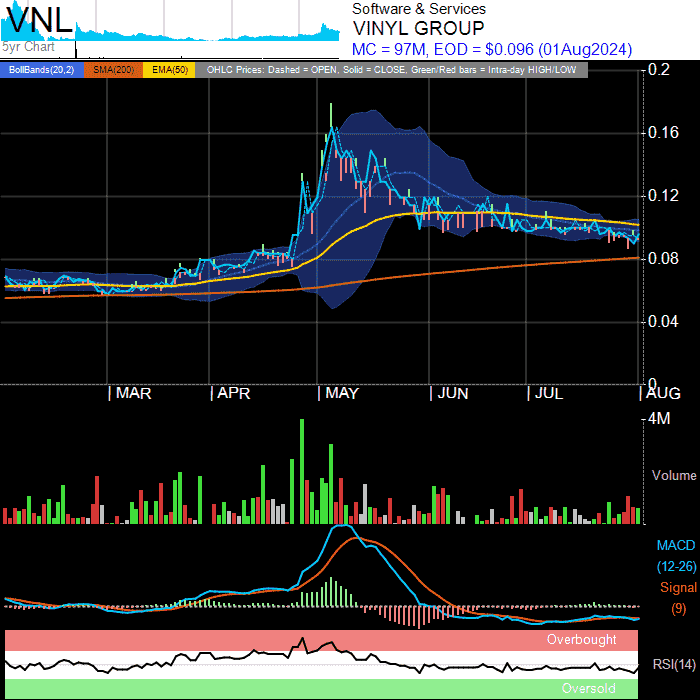 VNL
5yr Chart
Software & Services
VINYL GROUP
MC = 97M, EOD = $0.096 (01Aug2024)
BollBands(20,2) SMA(200) EMA(50) OHLC Prices: Dashed = OPEN, Solid = CLOSE, Green/Red bars = Intra-day HIGH/LOW
0.2
0.16
0.12
0.08
0.04
0
MAR APR MAY JUN JUL AUG
4M
Volume
MACD
(12-26)
Signal
(9)
Overbought
RSI(14)
Oversold